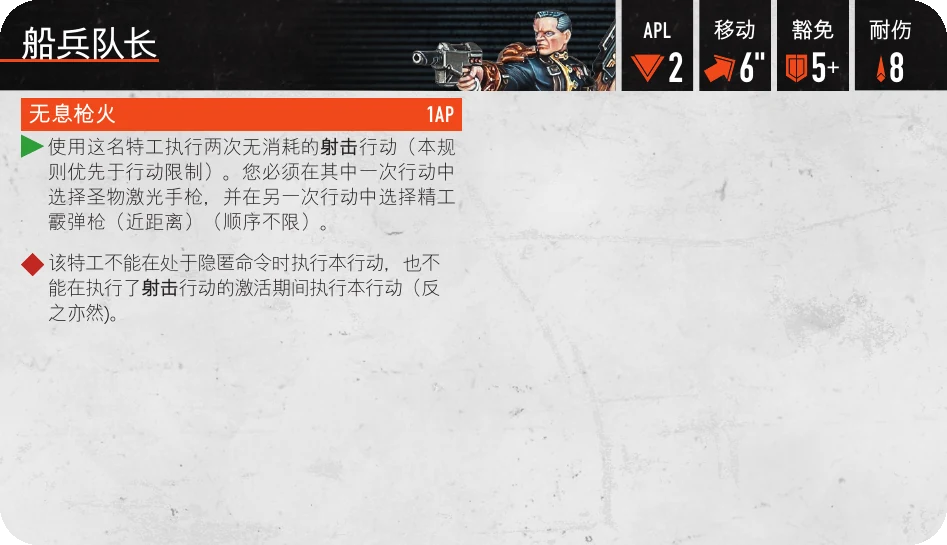 船兵队长
APL 移动 豁免 耐伤
2 6" 5+ 8
无息枪火 1AP
使用这名特工执行两次无消耗的射击行动（本规
则优先于行动限制）。您必须在其中一次行动中
选择圣物激光手枪，并在另一次行动中选择精工
霰弹枪（近距离）（顺序不限）。
该特工不能在处于隐匿命令时执行本行动，也不
能在执行了射击行动的激活期间执行本行动（反
之亦然)。